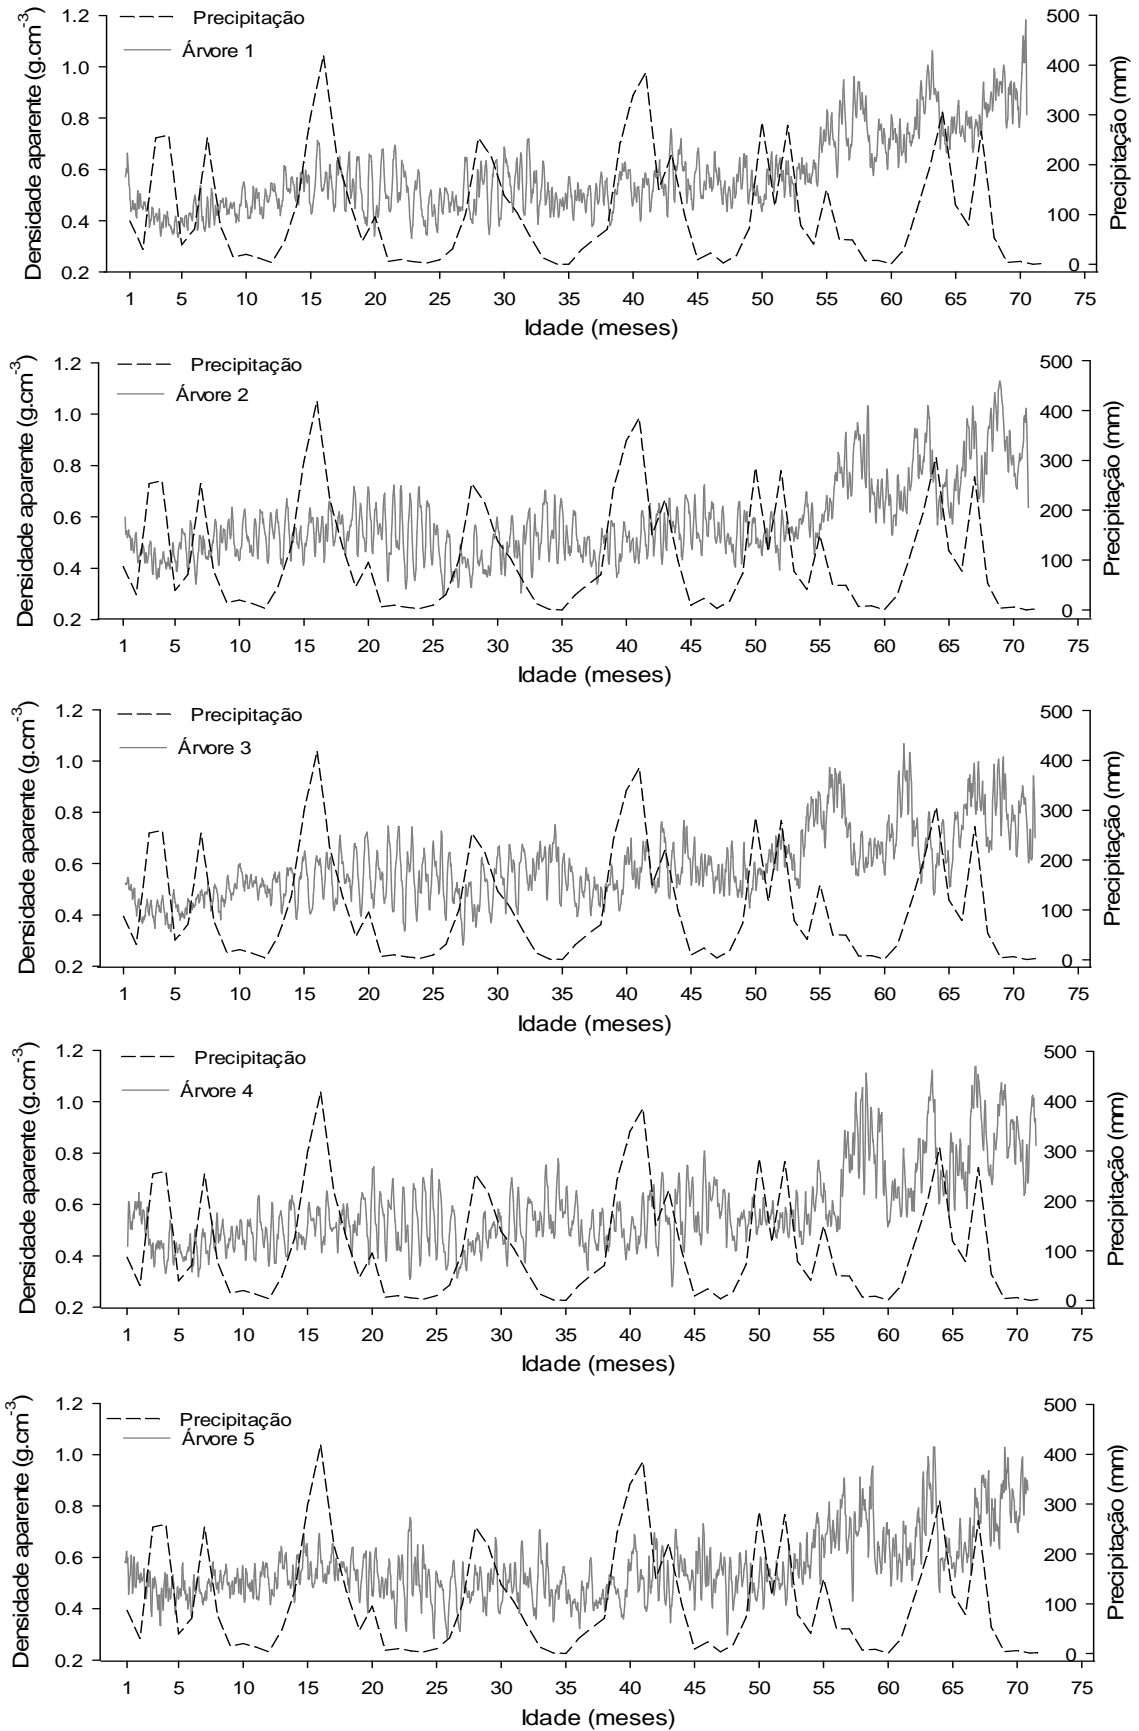 Densidade aparente (g.cm-3)
Precipitação (mm)
Precipitação
Árvore 1
1.2
1.0
0.8
0.6
0.4
0.2
500
400
300
200
100
0
1 5 10 15 20 25 30 35 40 45 50 55 60 65 70 75
Idade (meses)
Densidade aparente (g.cm-3)
Precipitação (mm)
Precipitação
Árvore 2
1.2
1.0
0.8
0.6
0.4
0.2
500
400
300
200
100
0
1 5 10 15 20 25 30 35 40 45 50 55 60 65 70 75
Idade (meses)
Densidade aparente (g.cm-3)
Precipitação (mm)
Precipitação
Árvore 3
1.2
1.0
0.8
0.6
0.4
0.2
500
400
300
200
100
0
1 5 10 15 20 25 30 35 40 45 50 55 60 65 70 75
Idade (meses)
Densidade aparente (g.cm-3)
Precipitação (mm)
Precipitação
Árvore 4
1.2
1.0
0.8
0.6
0.4
0.2
500
400
300
200
100
0
1 5 10 15 20 25 30 35 40 45 50 55 60 65 70 75
Idade (meses)
Densidade aparente (g.cm-3)
Precipitação (mm)
Precipitação
Árvore 5
1.2
1.0
0.8
0.6
0.4
0.2
500
400
300
200
100
0
1 5 10 15 20 25 30 35 40 45 50 55 60 65 70 75
Idade (meses)